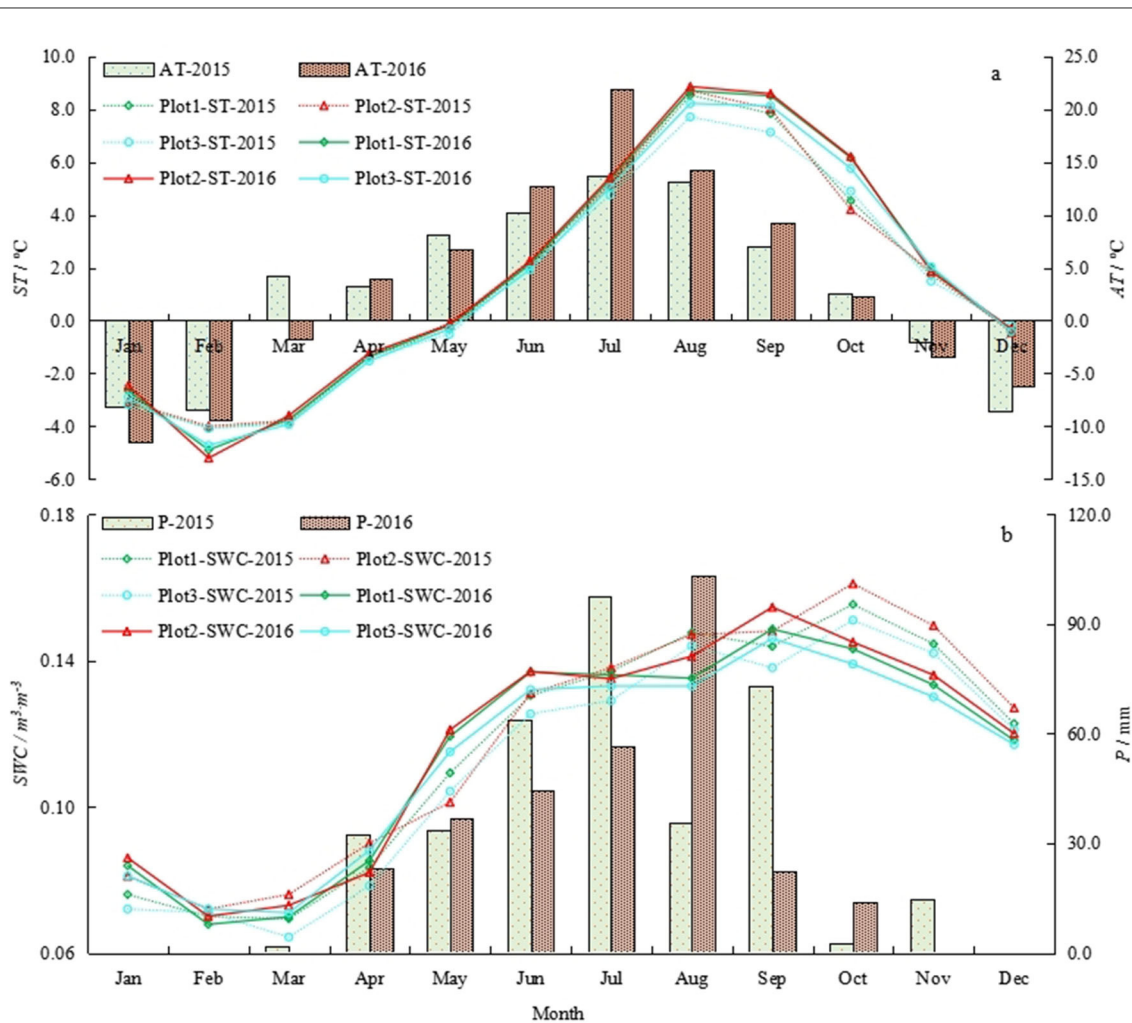 10.0 25.0
AT-2015 AT-2016 a
8.0 20.0
Plot1-ST-2015 Plot2-ST-2015
Plot3-ST-2015 Plot1-ST-2016
6.0 15.0
Plot2-ST-2016 Plot3-ST-2016
4.0 10.0
2.0 5.0
ST / °C
AT / °C
0.0 0.0
Jan Feb Mar Apr May Jun Jul Aug Sep Oct Nov Dec
-2.0 -5.0
-4.0 -10.0
-6.0 -15.0
0.18 120.0
P-2015 P-2016 b
Plot1-SWC-2015 Plot2-SWC-2015
Plot3-SWC-2015 Plot1-SWC-2016
90.0
Plot2-SWC-2016 Plot3-SWC-2016
0.14
SWC / m³·m⁻³
P / mm
60.0
0.10
30.0
0.06 0.0
Jan Feb Mar Apr May Jun Jul Aug Sep Oct Nov Dec
Month